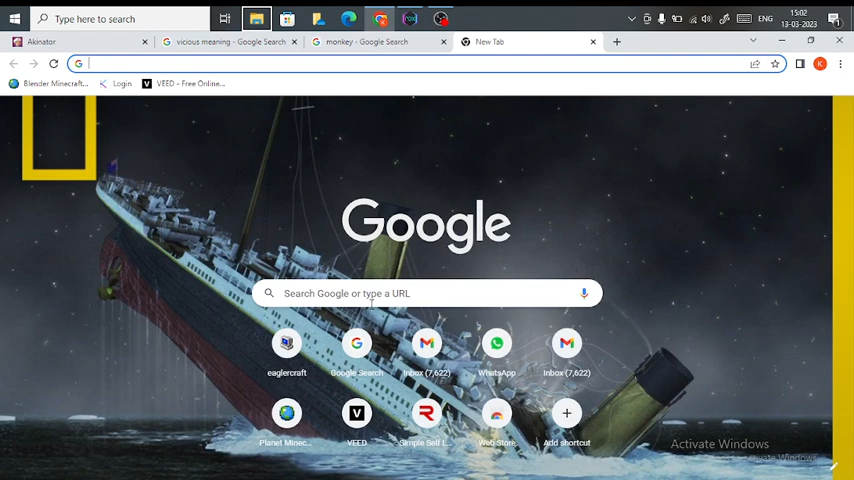 Type here to search
ENG
15:02
13-03-2023
Akinator
vicious meaning - Google Search
monkey - Google Search
New Tab
Blender Minecraft...
Login
VEED - Free Online...
Google
Search Google or type a URL
eaglercraft
Google Search
Inbox (7,622)
WhatsApp
Inbox (7,622)
Planet Minec...
VEED
Simple Self I...
Web Store
Add shortcut
Activate Windows